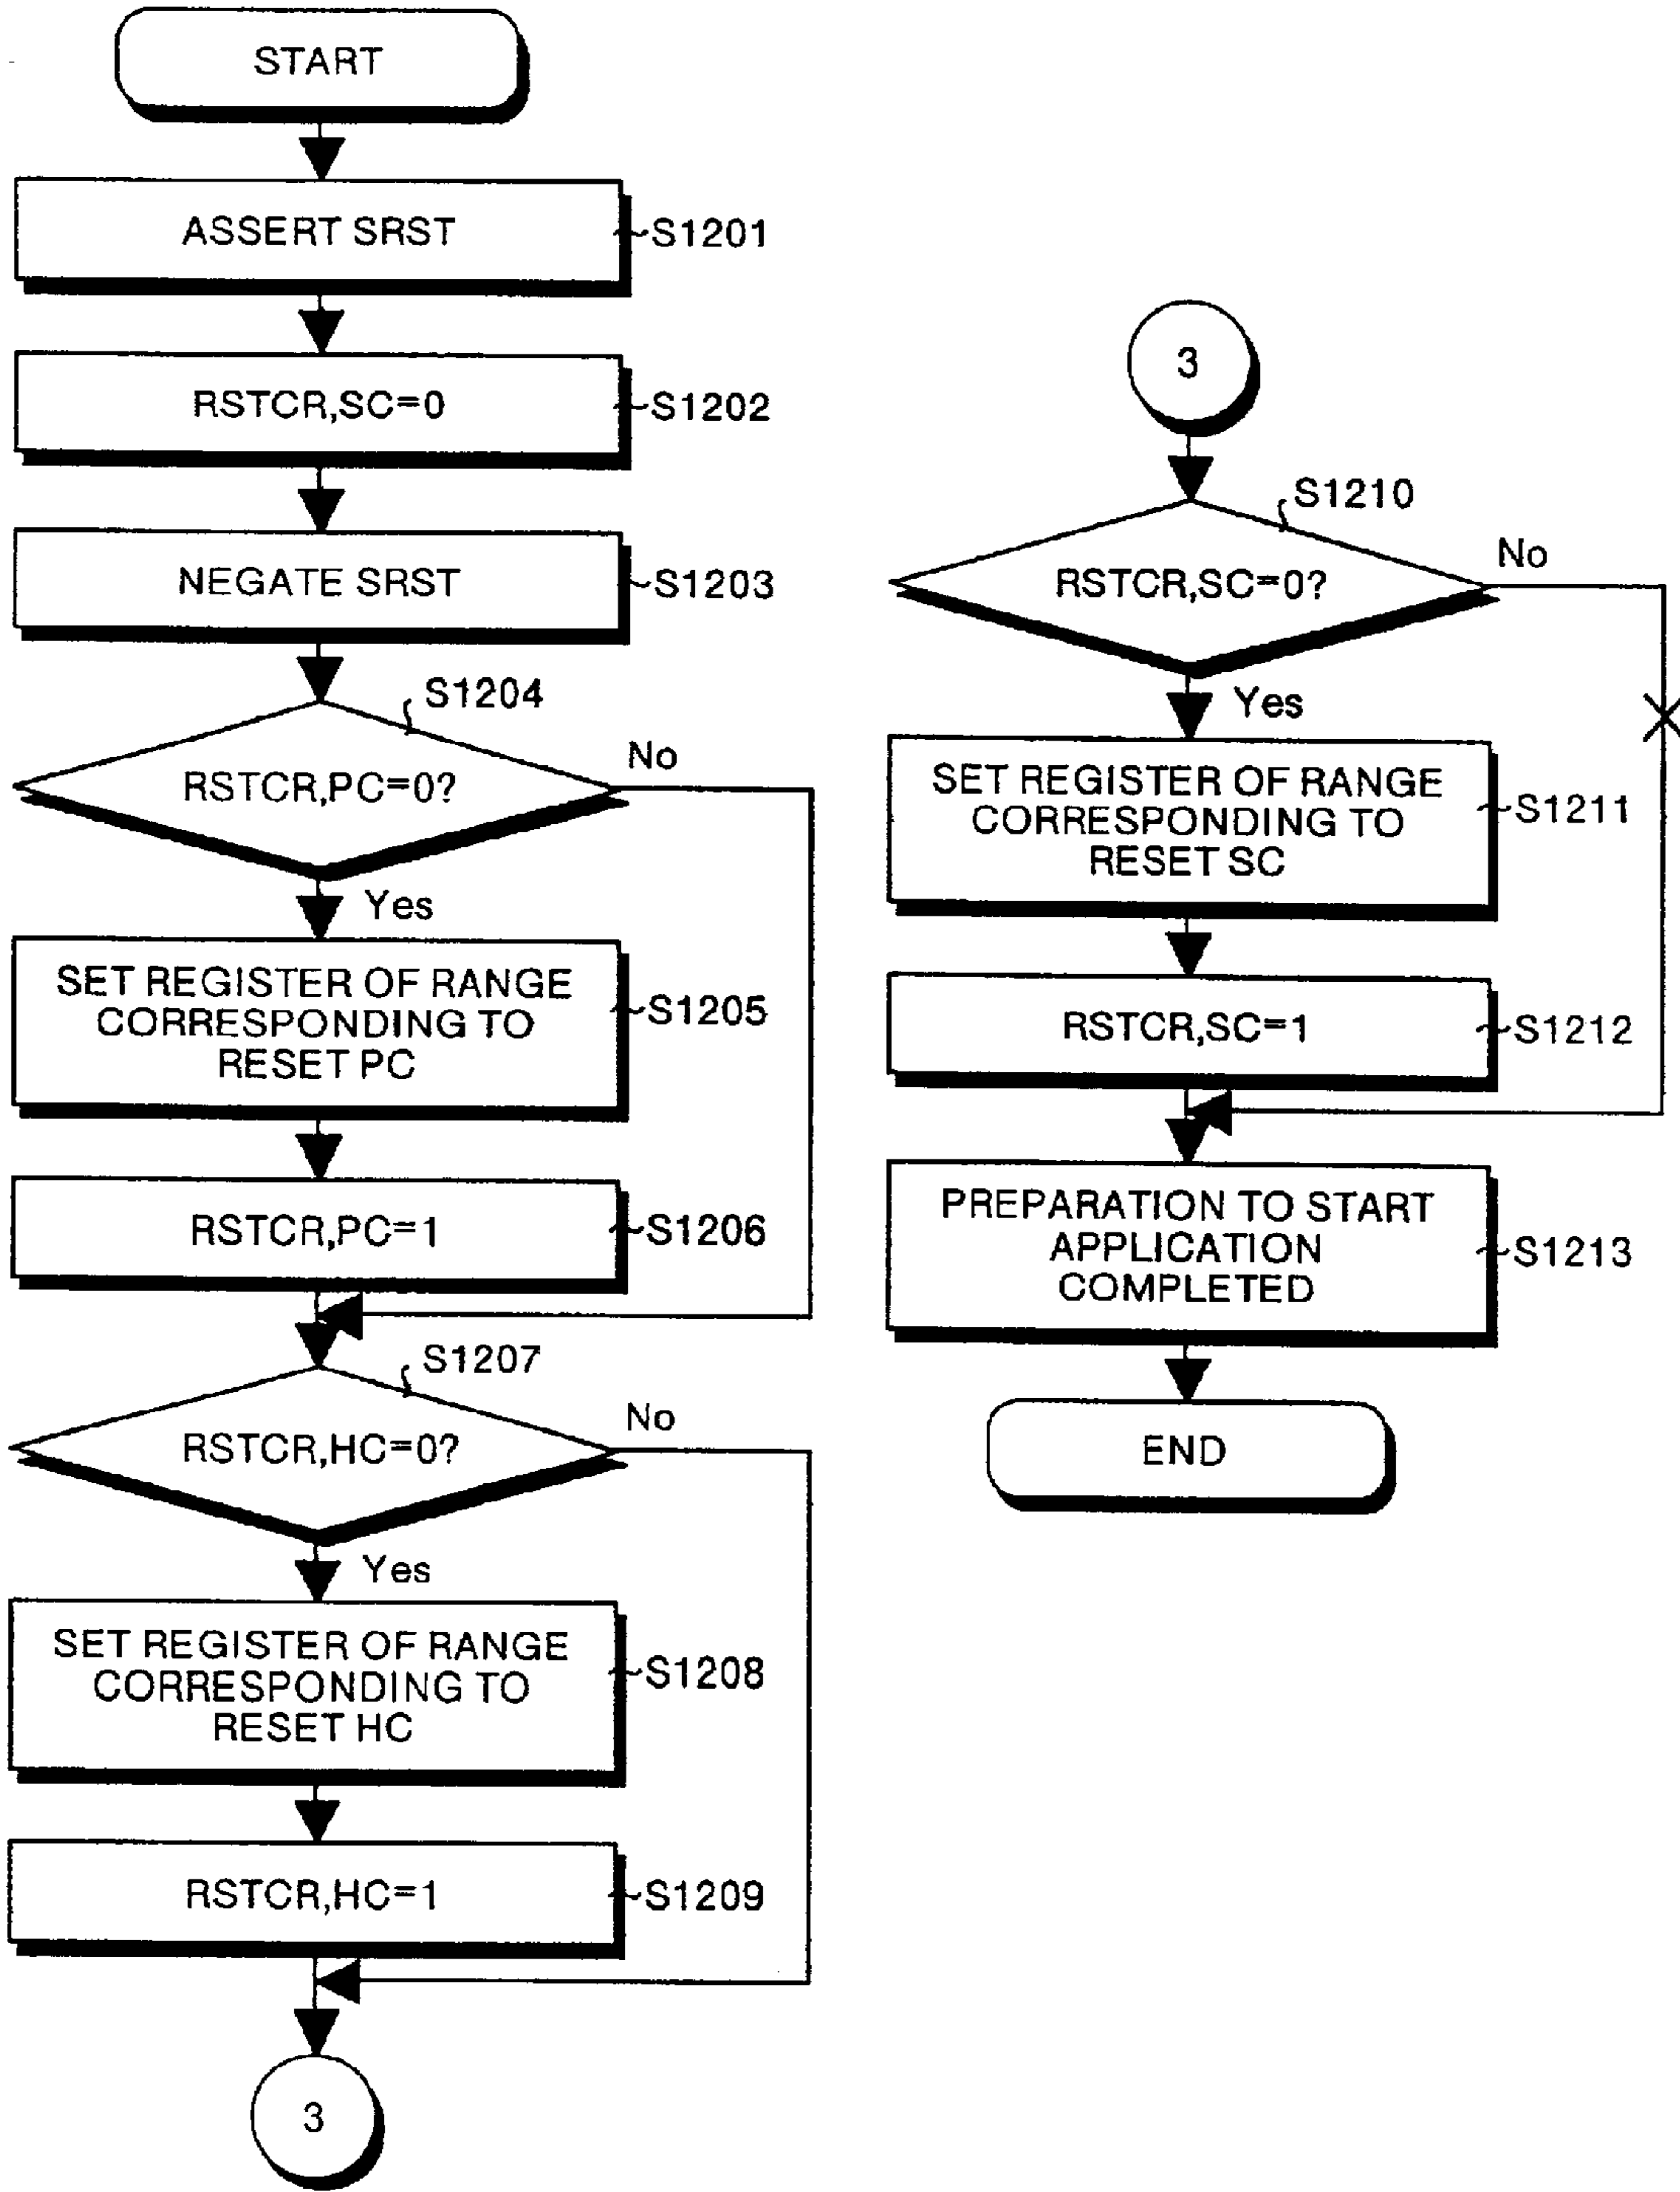 START
ASSERT SRST
S1201
RSTCR,SC=0
S1202
NEGATE SRST
S1203
S1204
RSTCR,PC=0?
No
Yes
SET REGISTER OF RANGE
CORRESPONDING TO
RESET PC
S1205
RSTCR,PC=1
S1206
S1207
RSTCR,HC=0?
No
Yes
SET REGISTER OF RANGE
CORRESPONDING TO
RESET HC
S1208
RSTCR,HC=1
S1209
3
3
S1210
RSTCR,SC=0?
No
Yes
SET REGISTER OF RANGE
CORRESPONDING TO
RESET SC
S1211
RSTCR,SC=1
S1212
PREPARATION TO START
APPLICATION
COMPLETED
S1213
END